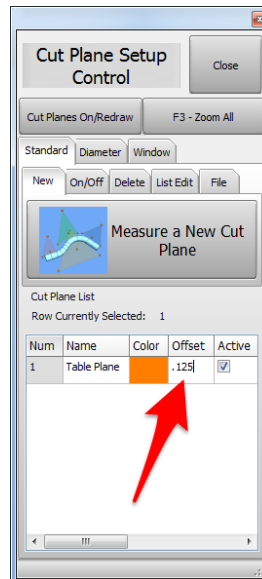 Cut Plane Setup
Control
Close
Cut Planes On/Redraw
F3 - Zoom All
Standard Diameter Window
New On/Off Delete List Edit File
Measure a New Cut
Plane
Cut Plane List
Row Currently Selected: 1
Num Name Color Offset Active
1 Table Plane .125